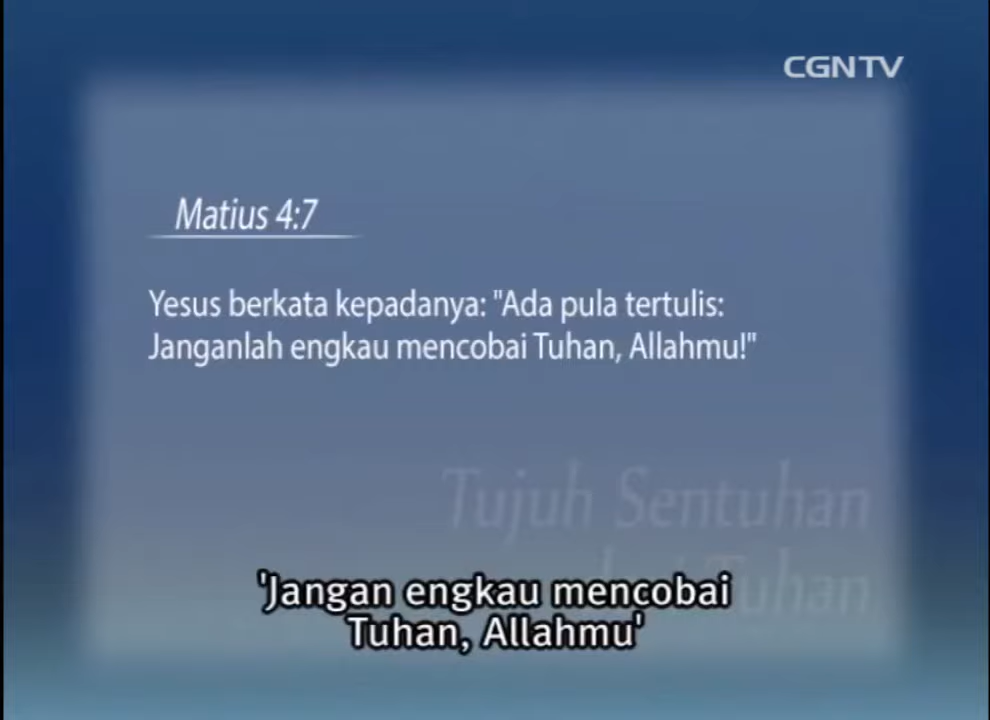 CGNTV
Matius 4:7
Yesus berkata kepadanya: "Ada pula tertulis:
Janganlah engkau mencobai Tuhan, Allahmu!"
Tujuh Sentuhan
Tuhan
'Jangan engkau mencobai
Tuhan, Allahmu'